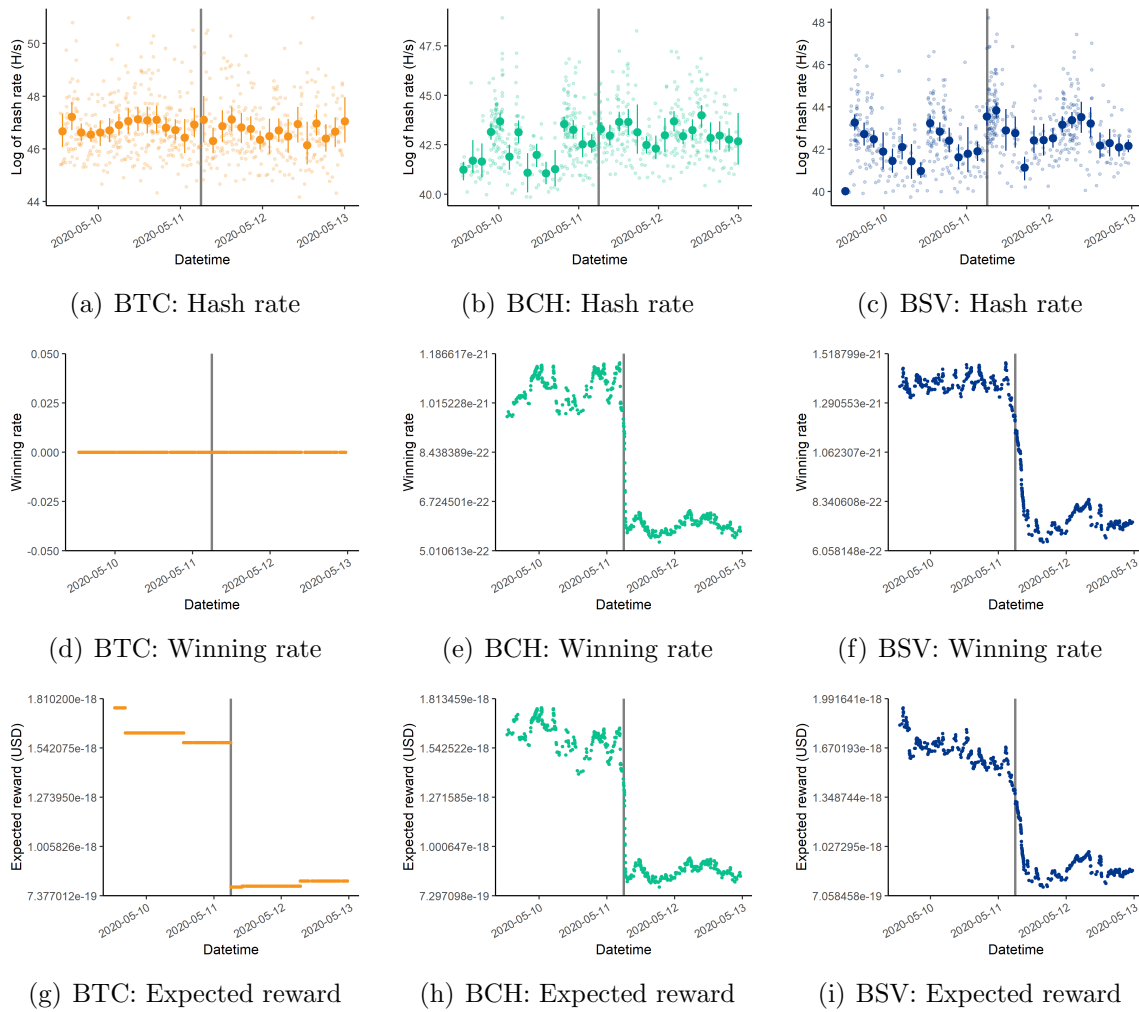 50
48
46
44
Log of hash rate (H/s)
2020-05-10
2020-05-11
2020-05-12
2020-05-13
Datetime
(a) BTC: Hash rate
47.5
45.0
42.5
40.0
Log of hash rate (H/s)
2020-05-10
2020-05-11
2020-05-12
2020-05-13
Datetime
(b) BCH: Hash rate
48
46
44
42
40
Log of hash rate (H/s)
2020-05-10
2020-05-11
2020-05-12
2020-05-13
Datetime
(c) BSV: Hash rate
0.050
0.025
0.000
-0.025
-0.050
Winning rate
2020-05-10
2020-05-11
2020-05-12
2020-05-13
Datetime
(d) BTC: Winning rate
1.186617e-21
1.015228e-21
8.438389e-22
6.724501e-22
5.010613e-22
Winning rate
2020-05-10
2020-05-11
2020-05-12
2020-05-13
Datetime
(e) BCH: Winning rate
1.518799e-21
1.290553e-21
1.062307e-21
8.340608e-22
6.058148e-22
Winning rate
2020-05-10
2020-05-11
2020-05-12
2020-05-13
Datetime
(f) BSV: Winning rate
1.810200e-18
1.542075e-18
1.273950e-18
1.005826e-18
7.377012e-19
Expected reward (USD)
2020-05-10
2020-05-11
2020-05-12
2020-05-13
Datetime
(g) BTC: Expected reward
1.813459e-18
1.542522e-18
1.271585e-18
1.000647e-18
7.297098e-19
Expected reward (USD)
2020-05-10
2020-05-11
2020-05-12
2020-05-13
Datetime
(h) BCH: Expected reward
1.991641e-18
1.670193e-18
1.348744e-18
1.027295e-18
7.058458e-19
Expected reward (USD)
2020-05-10
2020-05-11
2020-05-12
2020-05-13
Datetime
(i) BSV: Expected reward